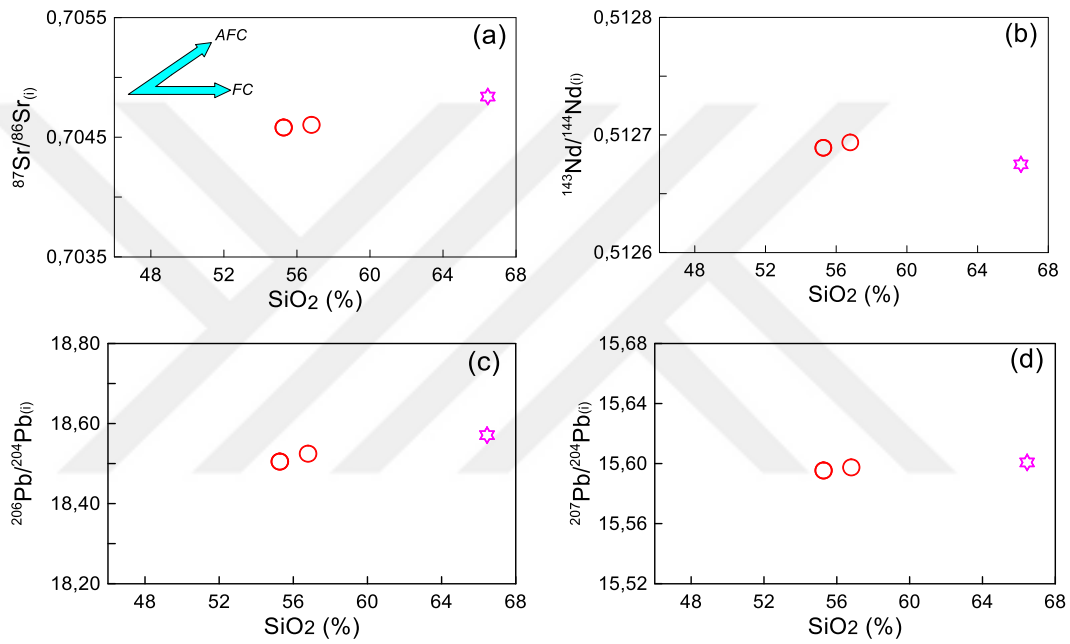 (a)
0,7055
0,7045
0,7035
87Sr/86Sr(i)
AFC
FC
48 52 56 60 64 68
SiO2 (%)
(b)
0,5128
0,5127
0,5126
143Nd/144Nd(i)
48 52 56 60 64 68
SiO2 (%)
(c)
18,80
18,60
18,40
18,20
206Pb/204Pb(i)
48 52 56 60 64 68
SiO2 (%)
(d)
15,68
15,64
15,60
15,56
15,52
207Pb/204Pb(i)
48 52 56 60 64 68
SiO2 (%)